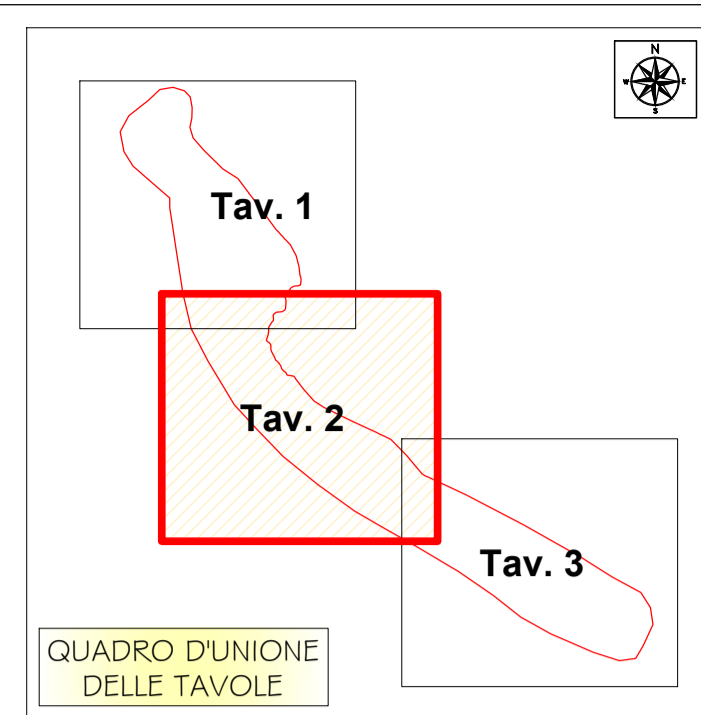 N
W E
S
Tav. 1
Tav. 2
Tav. 3
QUADRO D'UNIONE
DELLE TAVOLE